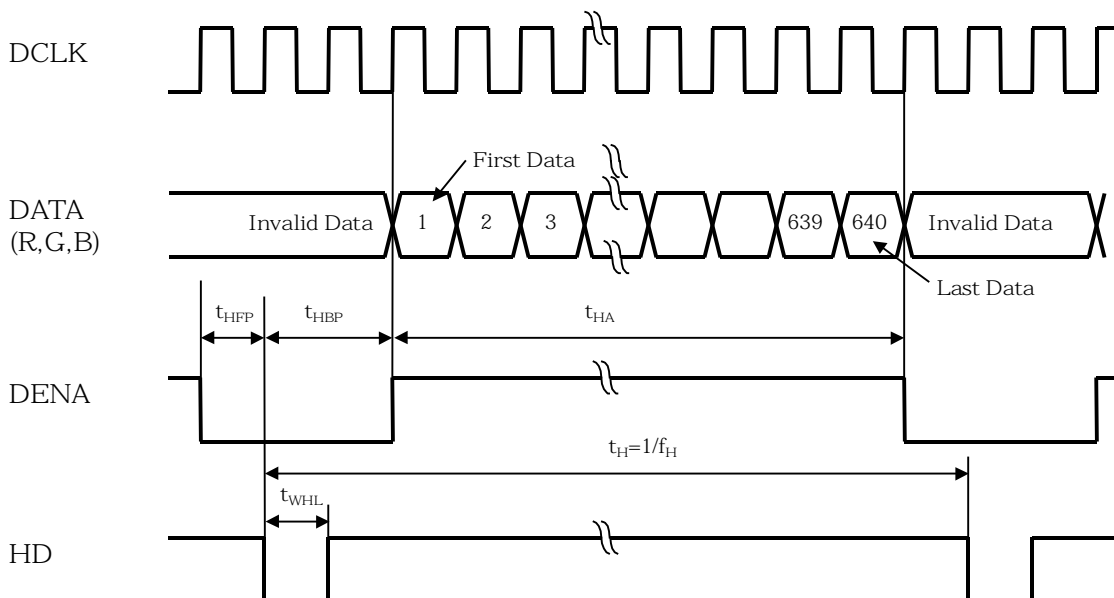 DCLK
First Data
DATA
(R,G,B)
Invalid Data 1 2 3 639 640 Invalid Data
Last Data
tHFP tHBP tHA
DENA
tH=1/fH
tWHL
HD